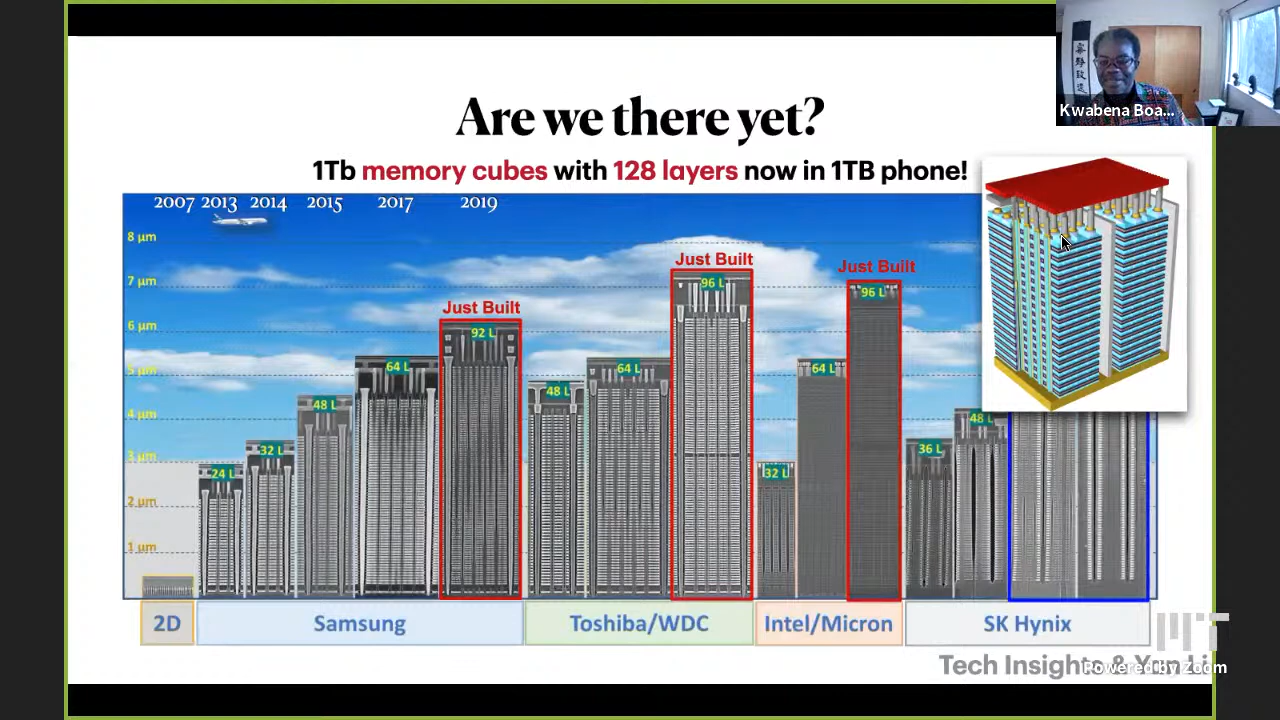 Are we there yet?
1Tb memory cubes with 128 layers now in 1TB phone!
Kwabena Boa...
2007 2013 2014 2015 2017 2019
8 µm
7 µm
6 µm
5 µm
4 µm
3 µm
2 µm
1 µm
24 L
32 L
48 L
64 L
Just Built
92 L
48 L
64 L
Just Built
96 L
32 L
64 L
Just Built
96 L
36 L
48 L
2D
Samsung
Toshiba/WDC
Intel/Micron
SK Hynix
MIT
Tech Insights &
Powered by Zoom